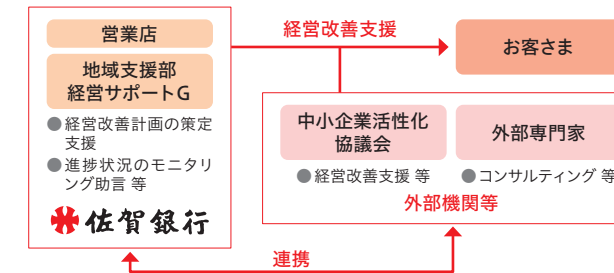 営業店
地域支援部
経営サポートG
●経営改善計画の策定
支援
●進捗状況のモニタリ
ング助言 等
佐賀銀行
経営改善支援
お客さま
中小企業活性化
協議会
●経営改善支援 等
外部専門家
●コンサルティング 等
外部機関等
連携